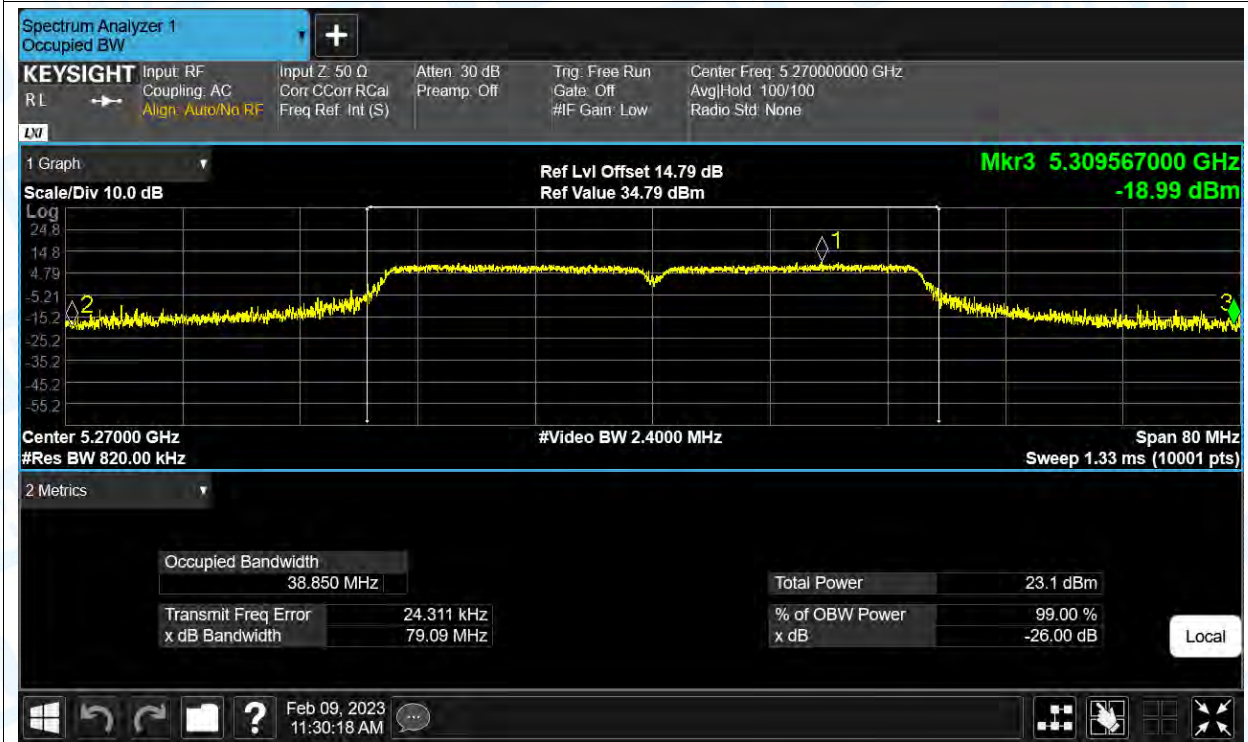 Spectrum Analyzer 1
Occupied BW
+
KEYSIGHT
RL
LXI
Input: RF
Coupling: AC
Align: Auto/No RF
Input Z: 50 Ω
Corr CCorr RCal
Freq Ref: Int (S)
Atten: 30 dB
Preamp: Off
Trig: Free Run
Gate: Off
#IF Gain: Low
Center Freq: 5.270000000 GHz
Avg|Hold: 100/100
Radio Std: None
1 Graph
Scale/Div 10.0 dB
Ref Lvl Offset 14.79 dB
Ref Value 34.79 dBm
Mkr3 5.309567000 GHz
-18.99 dBm
Log
24.8
14.8
4.79
-5.21
-15.2
-25.2
-35.2
-45.2
-55.2
1
2
3
Center 5.27000 GHz
#Video BW 2.4000 MHz
Span 80 MHz
#Res BW 820.00 kHz
Sweep 1.33 ms (10001 pts)
2 Metrics
Occupied Bandwidth
38.850 MHz
Transmit Freq Error 24.311 kHz
x dB Bandwidth 79.09 MHz
Total Power 23.1 dBm
% of OBW Power 99.00 %
x dB -26.00 dB
Local
?
Feb 09, 2023
11:30:18 AM